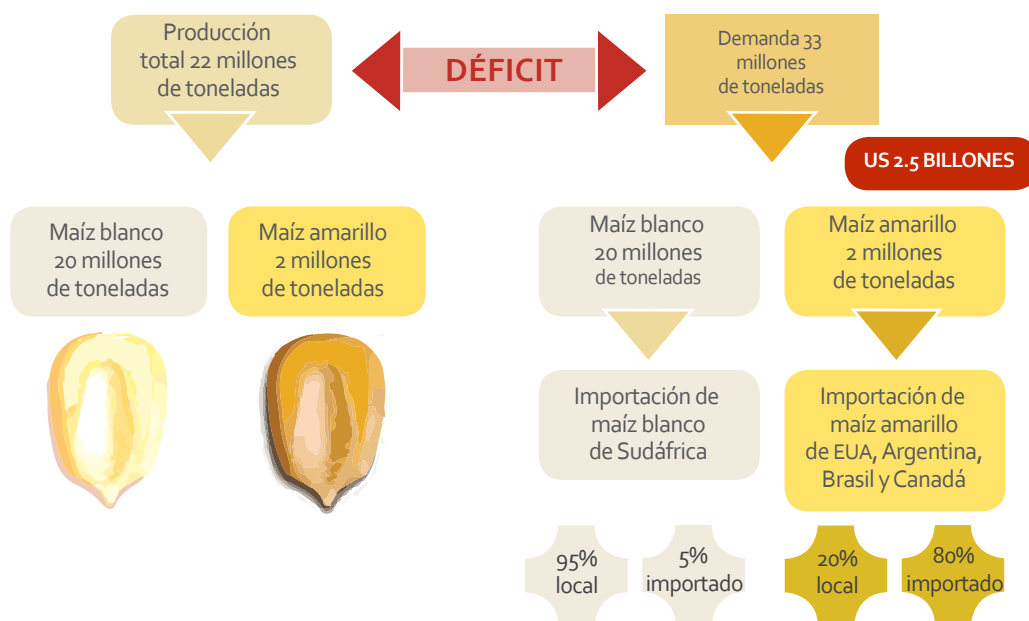 Producción
total 22 millones
de toneladas
DÉFICIT
Demanda 33
millones
de toneladas
US 2.5 BILLONES
Maíz blanco
20 millones
de toneladas
Maíz amarillo
2 millones
de toneladas
Maíz blanco
20 millones
de toneladas
Maíz amarillo
2 millones
de toneladas
Importación de
maíz blanco
de Sudáfrica
Importación de
maíz amarillo
de EUA, Argentina,
Brasil y Canadá
95%
local
5%
importado
20%
local
80%
importado